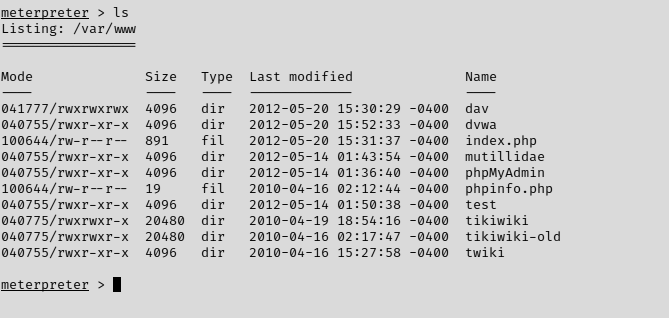 meterpreter > ls
Listing: /var/www
=================

Mode              Size   Type  Last modified              Name
----              ----   ----  -------------              ----
041777/rwxrwxrwx  4096   dir   2012-05-20 15:30:29 -0400  dav
040755/rwxr-xr-x  4096   dir   2012-05-20 15:52:33 -0400  dvwa
100644/rw-r--r--  891    fil   2012-05-20 15:31:37 -0400  index.php
040755/rwxr-xr-x  4096   dir   2012-05-14 01:43:54 -0400  mutillidae
040755/rwxr-xr-x  4096   dir   2012-05-14 01:36:40 -0400  phpMyAdmin
100644/rw-r--r--  19     fil   2010-04-16 02:12:44 -0400  phpinfo.php
040755/rwxr-xr-x  4096   dir   2012-05-14 01:50:38 -0400  test
040775/rwxrwxr-x  20480  dir   2010-04-19 18:54:16 -0400  tikiwiki
040775/rwxrwxr-x  20480  dir   2010-04-16 02:17:47 -0400  tikiwiki-old
040755/rwxr-xr-x  4096   dir   2010-04-16 15:27:58 -0400  twiki

meterpreter >